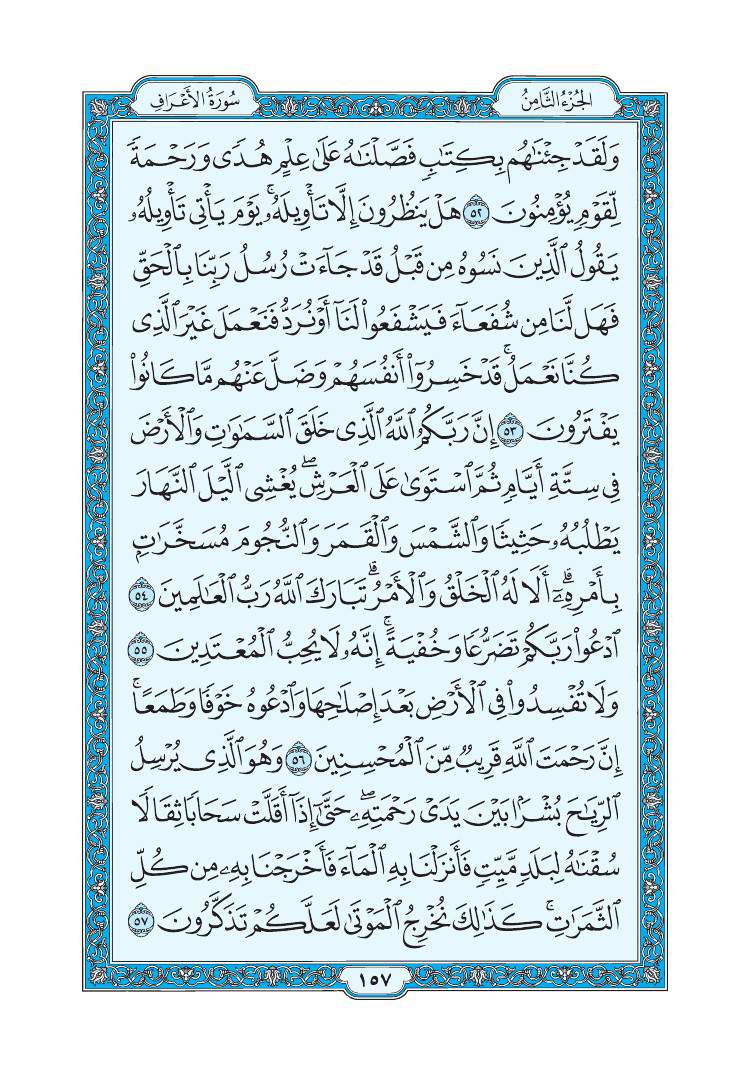 الجُزْءُ الثَّامِنُ
سُورَةُ الأَعْرَافِ
وَلَقَدْ جِئْنَٰهُم بِكِتَٰبٍ فَصَّلْنَٰهُ عَلَىٰ عِلْمٍ هُدًى وَرَحْمَةً
لِّقَوْمٍ يُؤْمِنُونَ ٥٢ هَلْ يَنظُرُونَ إِلَّا تَأْوِيلَهُۥۚ يَوْمَ يَأْتِى تَأْوِيلُهُۥ
يَقُولُ ٱلَّذِينَ نَسُوهُ مِن قَبْلُ قَدْ جَآءَتْ رُسُلُ رَبِّنَا بِٱلْحَقِّ
فَهَل لَّنَا مِن شُفَعَآءَ فَيَشْفَعُوا۟ لَنَآ أَوْ نُرَدُّ فَنَعْمَلَ غَيْرَ ٱلَّذِى
كُنَّا نَعْمَلُۚ قَدْ خَسِرُوٓا۟ أَنفُسَهُمْ وَضَلَّ عَنْهُم مَّا كَانُوا۟
يَفْتَرُونَ ٥٣ إِنَّ رَبَّكُمُ ٱللَّهُ ٱلَّذِى خَلَقَ ٱلسَّمَٰوَٰتِ وَٱلْأَرْضَ
فِى سِتَّةِ أَيَّامٍ ثُمَّ ٱسْتَوَىٰ عَلَى ٱلْعَرْشِۖ يُغْشِى ٱلَّيْلَ ٱلنَّهَارَ
يَطْلُبُهُۥ حَثِيثًا وَٱلشَّمْسَ وَٱلْقَمَرَ وَٱلنُّجُومَ مُسَخَّرَٰتٍۭ
بِأَمْرِهِۦٓۗ أَلَا لَهُ ٱلْخَلْقُ وَٱلْأَمْرُۗ تَبَارَكَ ٱللَّهُ رَبُّ ٱلْعَٰلَمِينَ ٥٤
ٱدْعُوا۟ رَبَّكُمْ تَضَرُّعًا وَخُفْيَةًۚ إِنَّهُۥ لَا يُحِبُّ ٱلْمُعْتَدِينَ ٥٥
وَلَا تُفْسِدُوا۟ فِى ٱلْأَرْضِ بَعْدَ إِصْلَٰحِهَا وَٱدْعُوهُ خَوْفًا وَطَمَعًاۚ
إِنَّ رَحْمَتَ ٱللَّهِ قَرِيبٌ مِّنَ ٱلْمُحْسِنِينَ ٥٦ وَهُوَ ٱلَّذِى يُرْسِلُ
ٱلرِّيَٰحَ بُشْرًۢا بَيْنَ يَدَىْ رَحْمَتِهِۦۖ حَتَّىٰٓ إِذَآ أَقَلَّتْ سَحَابًا ثِقَالًا
سُقْنَٰهُ لِبَلَدٍ مَّيِّتٍ فَأَنزَلْنَا بِهِ ٱلْمَآءَ فَأَخْرَجْنَا بِهِۦ مِن كُلِّ
ٱلثَّمَرَٰتِۚ كَذَٰلِكَ نُخْرِجُ ٱلْمَوْتَىٰ لَعَلَّكُمْ تَذَكَّرُونَ ٥٧
١٥٧